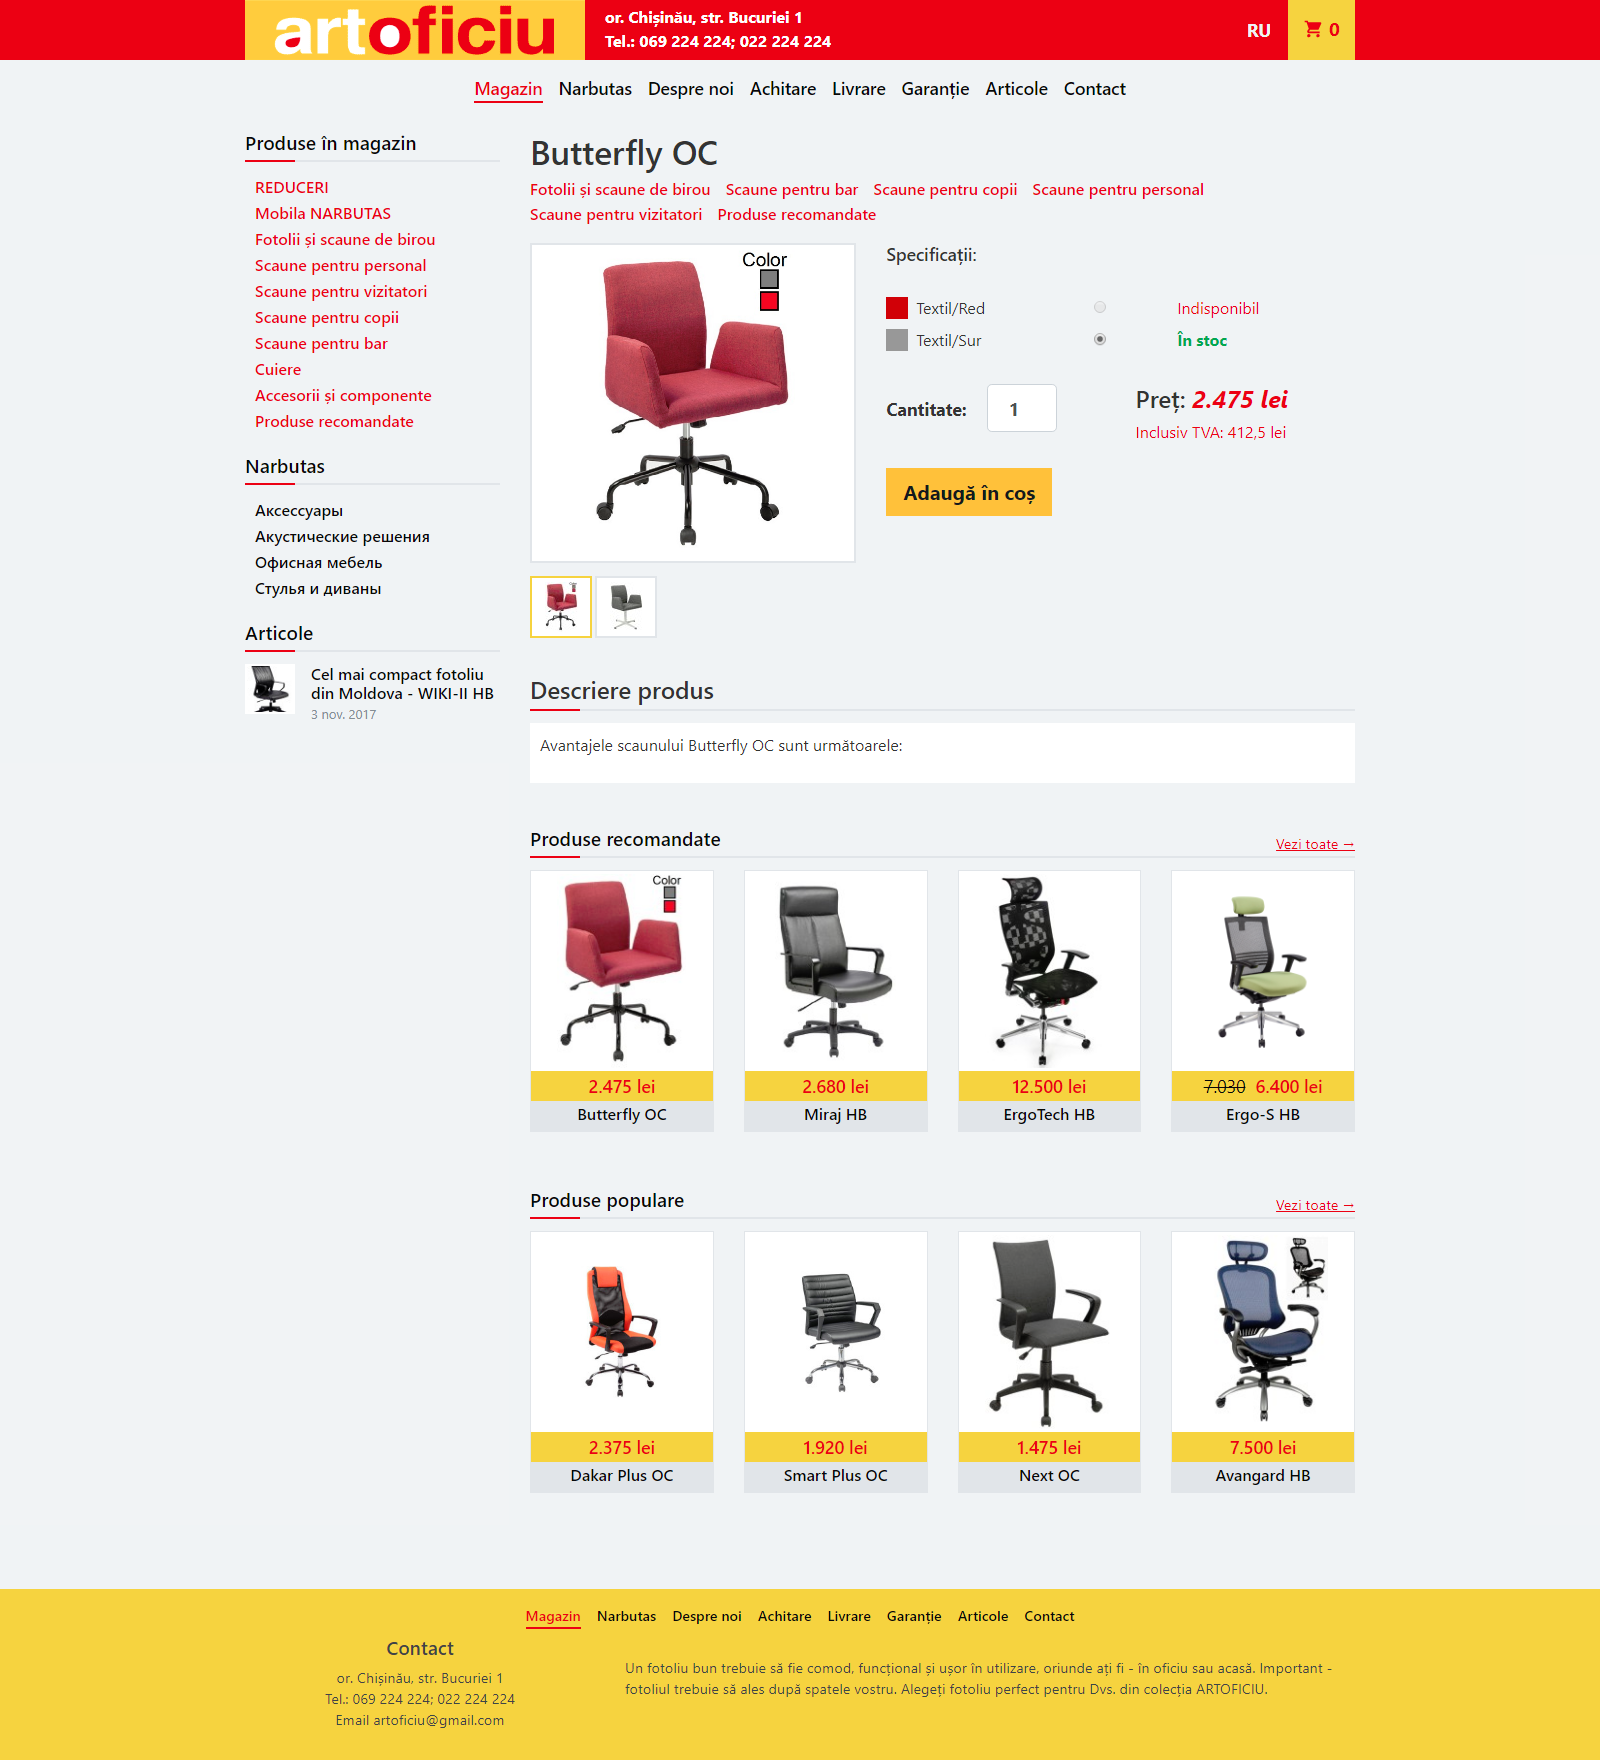 artoficiu
or. Chișinău, str. Bucuriei 1
Tel.: 069 224 224; 022 224 224
RU
0
Magazin Narbutas Despre noi Achitare Livrare Garanție Articole Contact
Produse în magazin
REDUCERI
Mobila NARBUTAS
Fotolii și scaune de birou
Scaune pentru personal
Scaune pentru vizitatori
Scaune pentru copii
Scaune pentru bar
Cuiere
Accesorii și componente
Produse recomandate
Narbutas
Аксессуары
Акустические решения
Офисная мебель
Стулья и диваны
Articole
Cel mai compact fotoliu
din Moldova - WIKI-II HB
3 nov. 2017
Butterfly OC
Fotolii și scaune de birou Scaune pentru bar Scaune pentru copii Scaune pentru personal
Scaune pentru vizitatori Produse recomandate
Color
Specificații:
Textil/Red Indisponibil
Textil/Sur În stoc
Cantitate: 1
Preț: 2.475 lei
Inclusiv TVA: 412,5 lei
Adaugă în coș
Descriere produs
Avantajele scaunului Butterfly OC sunt următoarele:
Produse recomandate
Vezi toate →
Color
2.475 lei
Butterfly OC
2.680 lei
Miraj HB
12.500 lei
ErgoTech HB
7.030 6.400 lei
Ergo-S HB
Produse populare
Vezi toate →
2.375 lei
Dakar Plus OC
1.920 lei
Smart Plus OC
1.475 lei
Next OC
7.500 lei
Avangard HB
Magazin Narbutas Despre noi Achitare Livrare Garanție Articole Contact
Contact
or. Chișinău, str. Bucuriei 1
Tel.: 069 224 224; 022 224 224
Email artoficiu@gmail.com
Un fotoliu bun trebuie să fie comod, funcțional și ușor în utilizare, oriunde ați fi - în oficiu sau acasă. Important -
fotoliul trebuie să ales după spatele vostru. Alegeți fotoliu perfect pentru Dvs. din colecția ARTOFICIU.